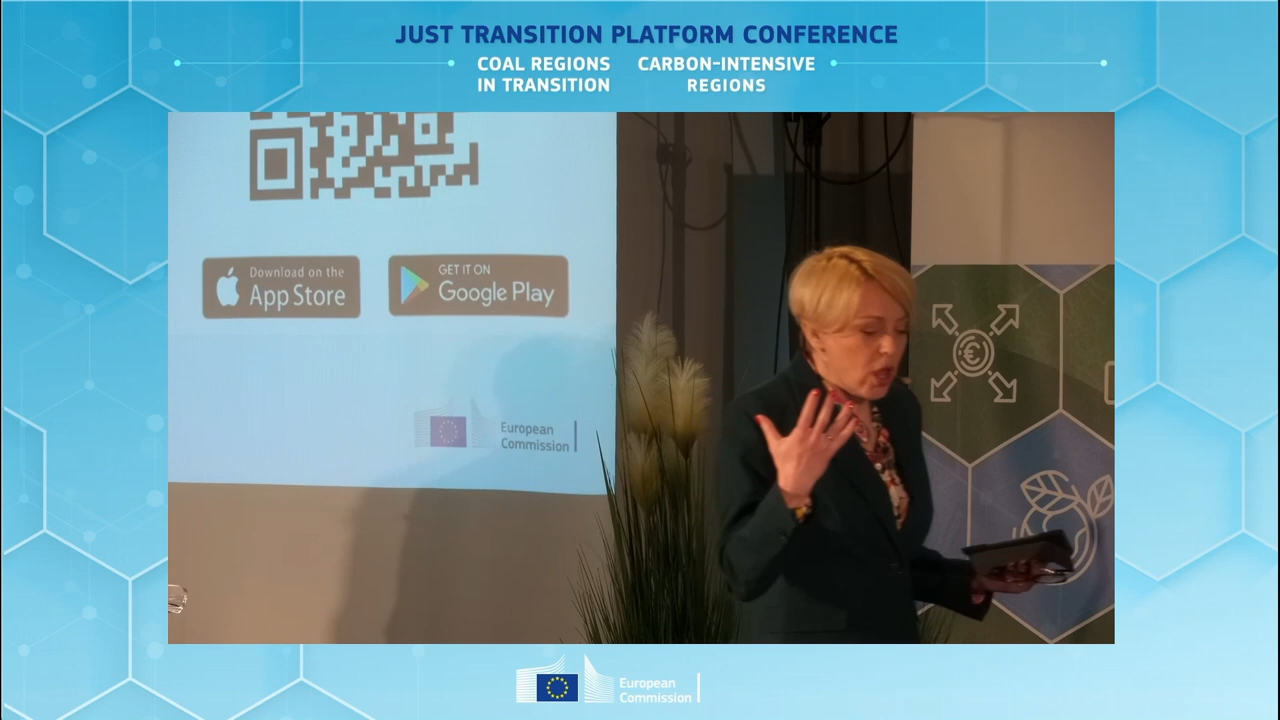 JUST TRANSITION PLATFORM CONFERENCE
COAL REGIONS
IN TRANSITION
CARBON-INTENSIVE
REGIONS
Download on the
App Store
GET IT ON
Google Play
European
Commission
€
European
Commission